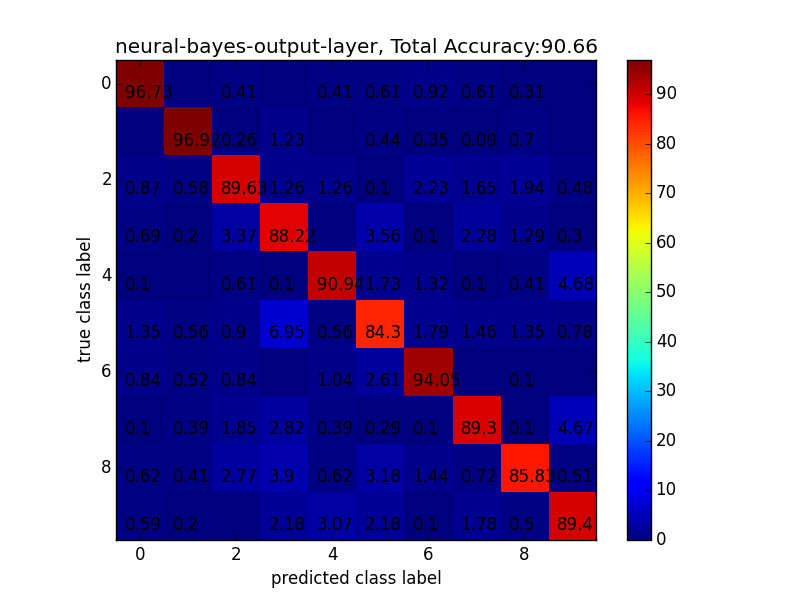 neural-bayes-output-layer, Total Accuracy:90.66
0 96.73 0.41 0.41 0.61 0.92 0.61 0.31 90
96.92 0.26 1.23 0.44 0.35 0.09 0.7 80
2 0.87 0.58 89.63 1.26 1.26 0.1 2.23 1.65 1.94 0.48 70
0.69 0.2 3.37 88.22 3.56 0.1 2.28 1.29 0.3 60
4 0.1 0.61 0.1 90.94 1.73 1.32 0.1 0.41 4.68 50
1.35 0.56 0.9 6.95 0.56 84.3 1.79 1.46 1.35 0.78 40
6 0.84 0.52 0.84 1.04 2.61 94.05 0.1 30
0.1 0.39 1.85 2.82 0.39 0.29 0.1 89.3 0.1 4.67 20
8 0.62 0.41 2.77 3.9 0.62 3.18 1.44 0.72 85.83 0.51 10
0.59 0.2 2.18 3.07 2.18 0.1 1.78 0.5 89.4 0
0 2 4 6 8
predicted class label
true class label